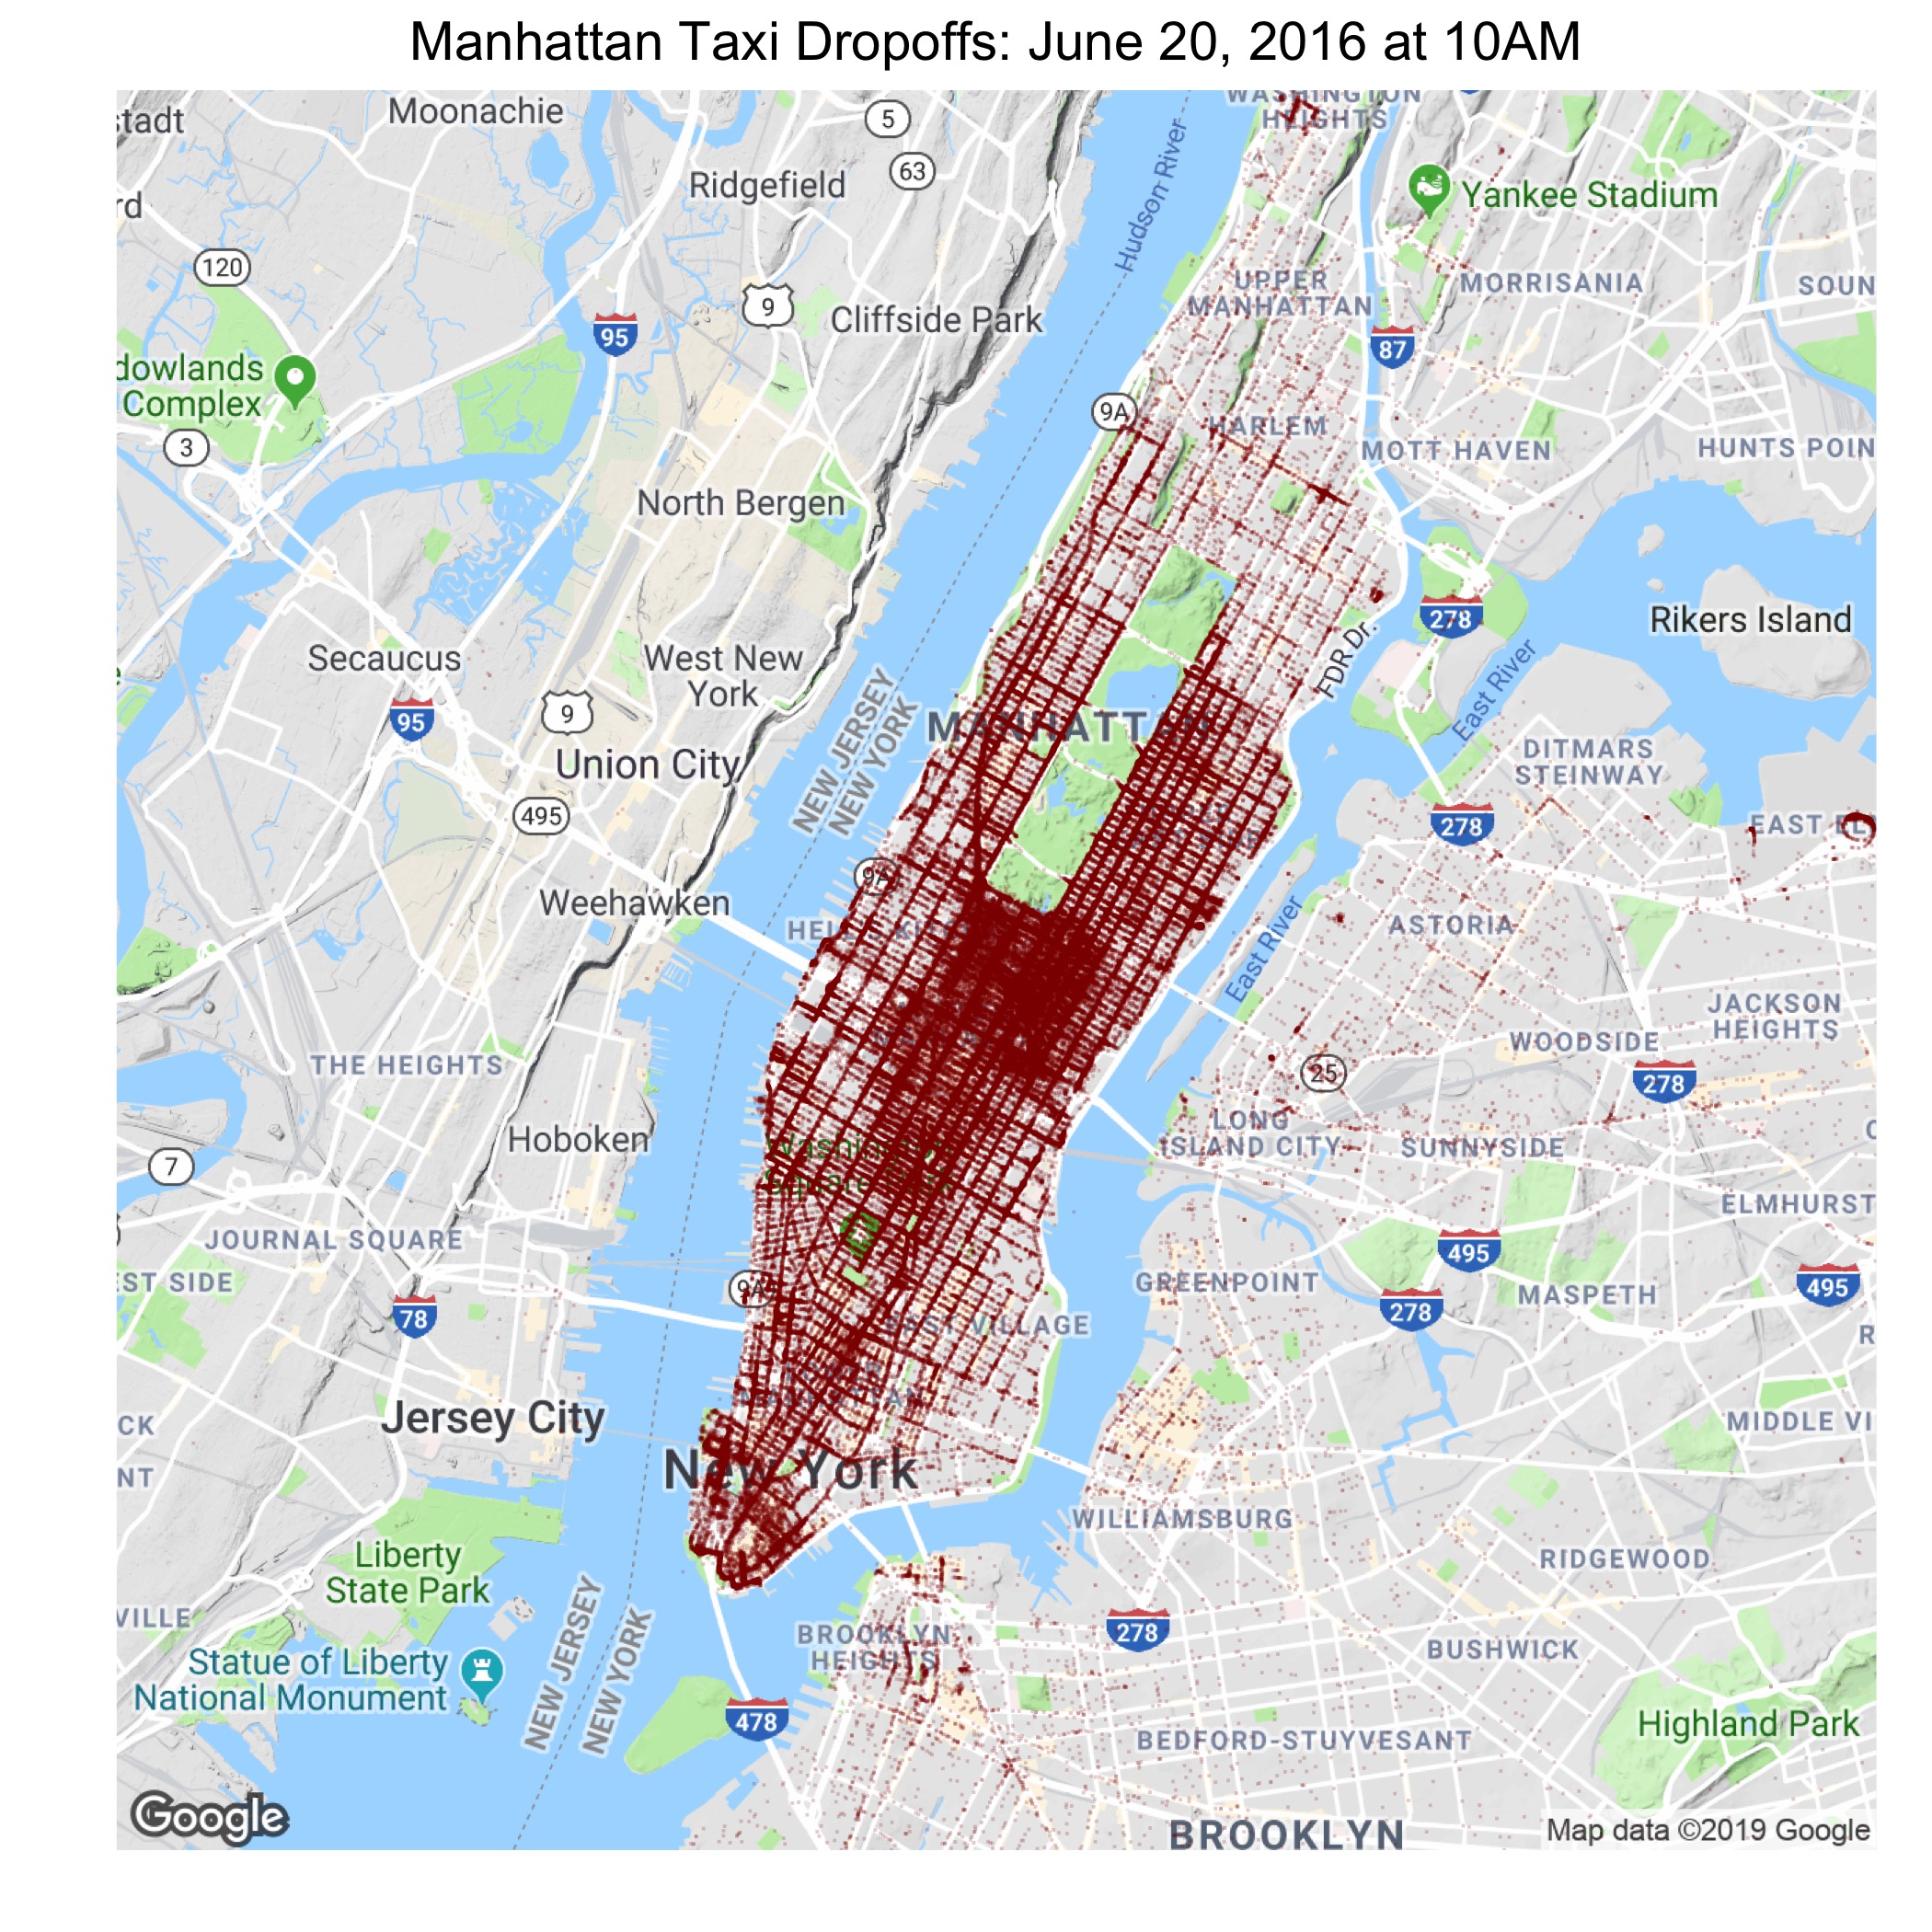 Manhattan Taxi Dropoffs: June 20, 2016 at 10AM
WASHINGTON
HEIGHTS
Moonachie
stadt
5
63
Hudson River
Ridgefield
Yankee Stadium
rd
120
9
95
Cliffside Park
UPPER
MANHATTAN
MORRISANIA
SOUN
87
dowlands
Complex
3
9A
HARLEM
MOTT HAVEN
HUNTS POIN
North Bergen
278
Rikers Island
Secaucus
West New
York
FDR Dr.
East River
95
9
NEW JERSEY
NEW YORK
MANHATTAN
DITMARS
STEINWAY
Union City
495
278
EAST EL
9A
Weehawken
ASTORIA
East River
JACKSON
HEIGHTS
WOODSIDE
THE HEIGHTS
25
278
Hoboken
LONG
ISLAND CITY
SUNNYSIDE
7
Washington
Square Park
ELMHURST
JOURNAL SQUARE
495
EST SIDE
9A
GREENPOINT
278
MASPETH
495
78
EAST VILLAGE
R
LOWER
MANHATTAN
Jersey City
CK
MIDDLE VI
New York
NT
WILLIAMSBURG
Liberty
State Park
RIDGEWOOD
VILLE
BROOKLYN
HEIGHTS
278
BUSHWICK
Statue of Liberty
National Monument
NEW JERSEY
NEW YORK
478
BEDFORD-STUYVESANT
Highland Park
Google
BROOKLYN
Map data ©2019 Google